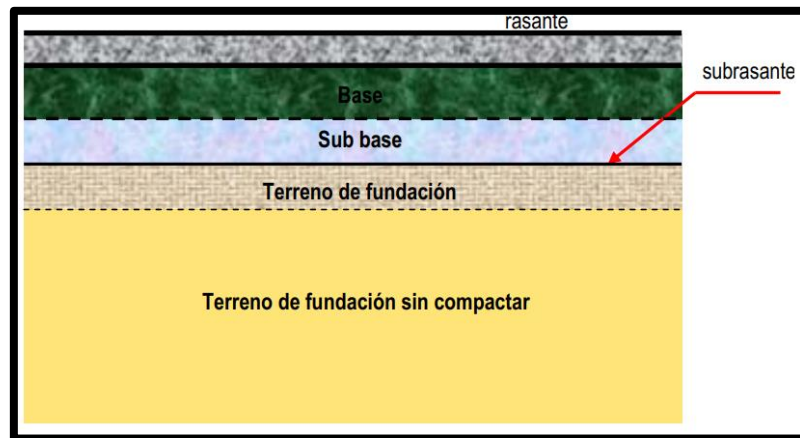 rasante
subrasante
Base
Sub base
Terreno de fundación
Terreno de fundación sin compactar